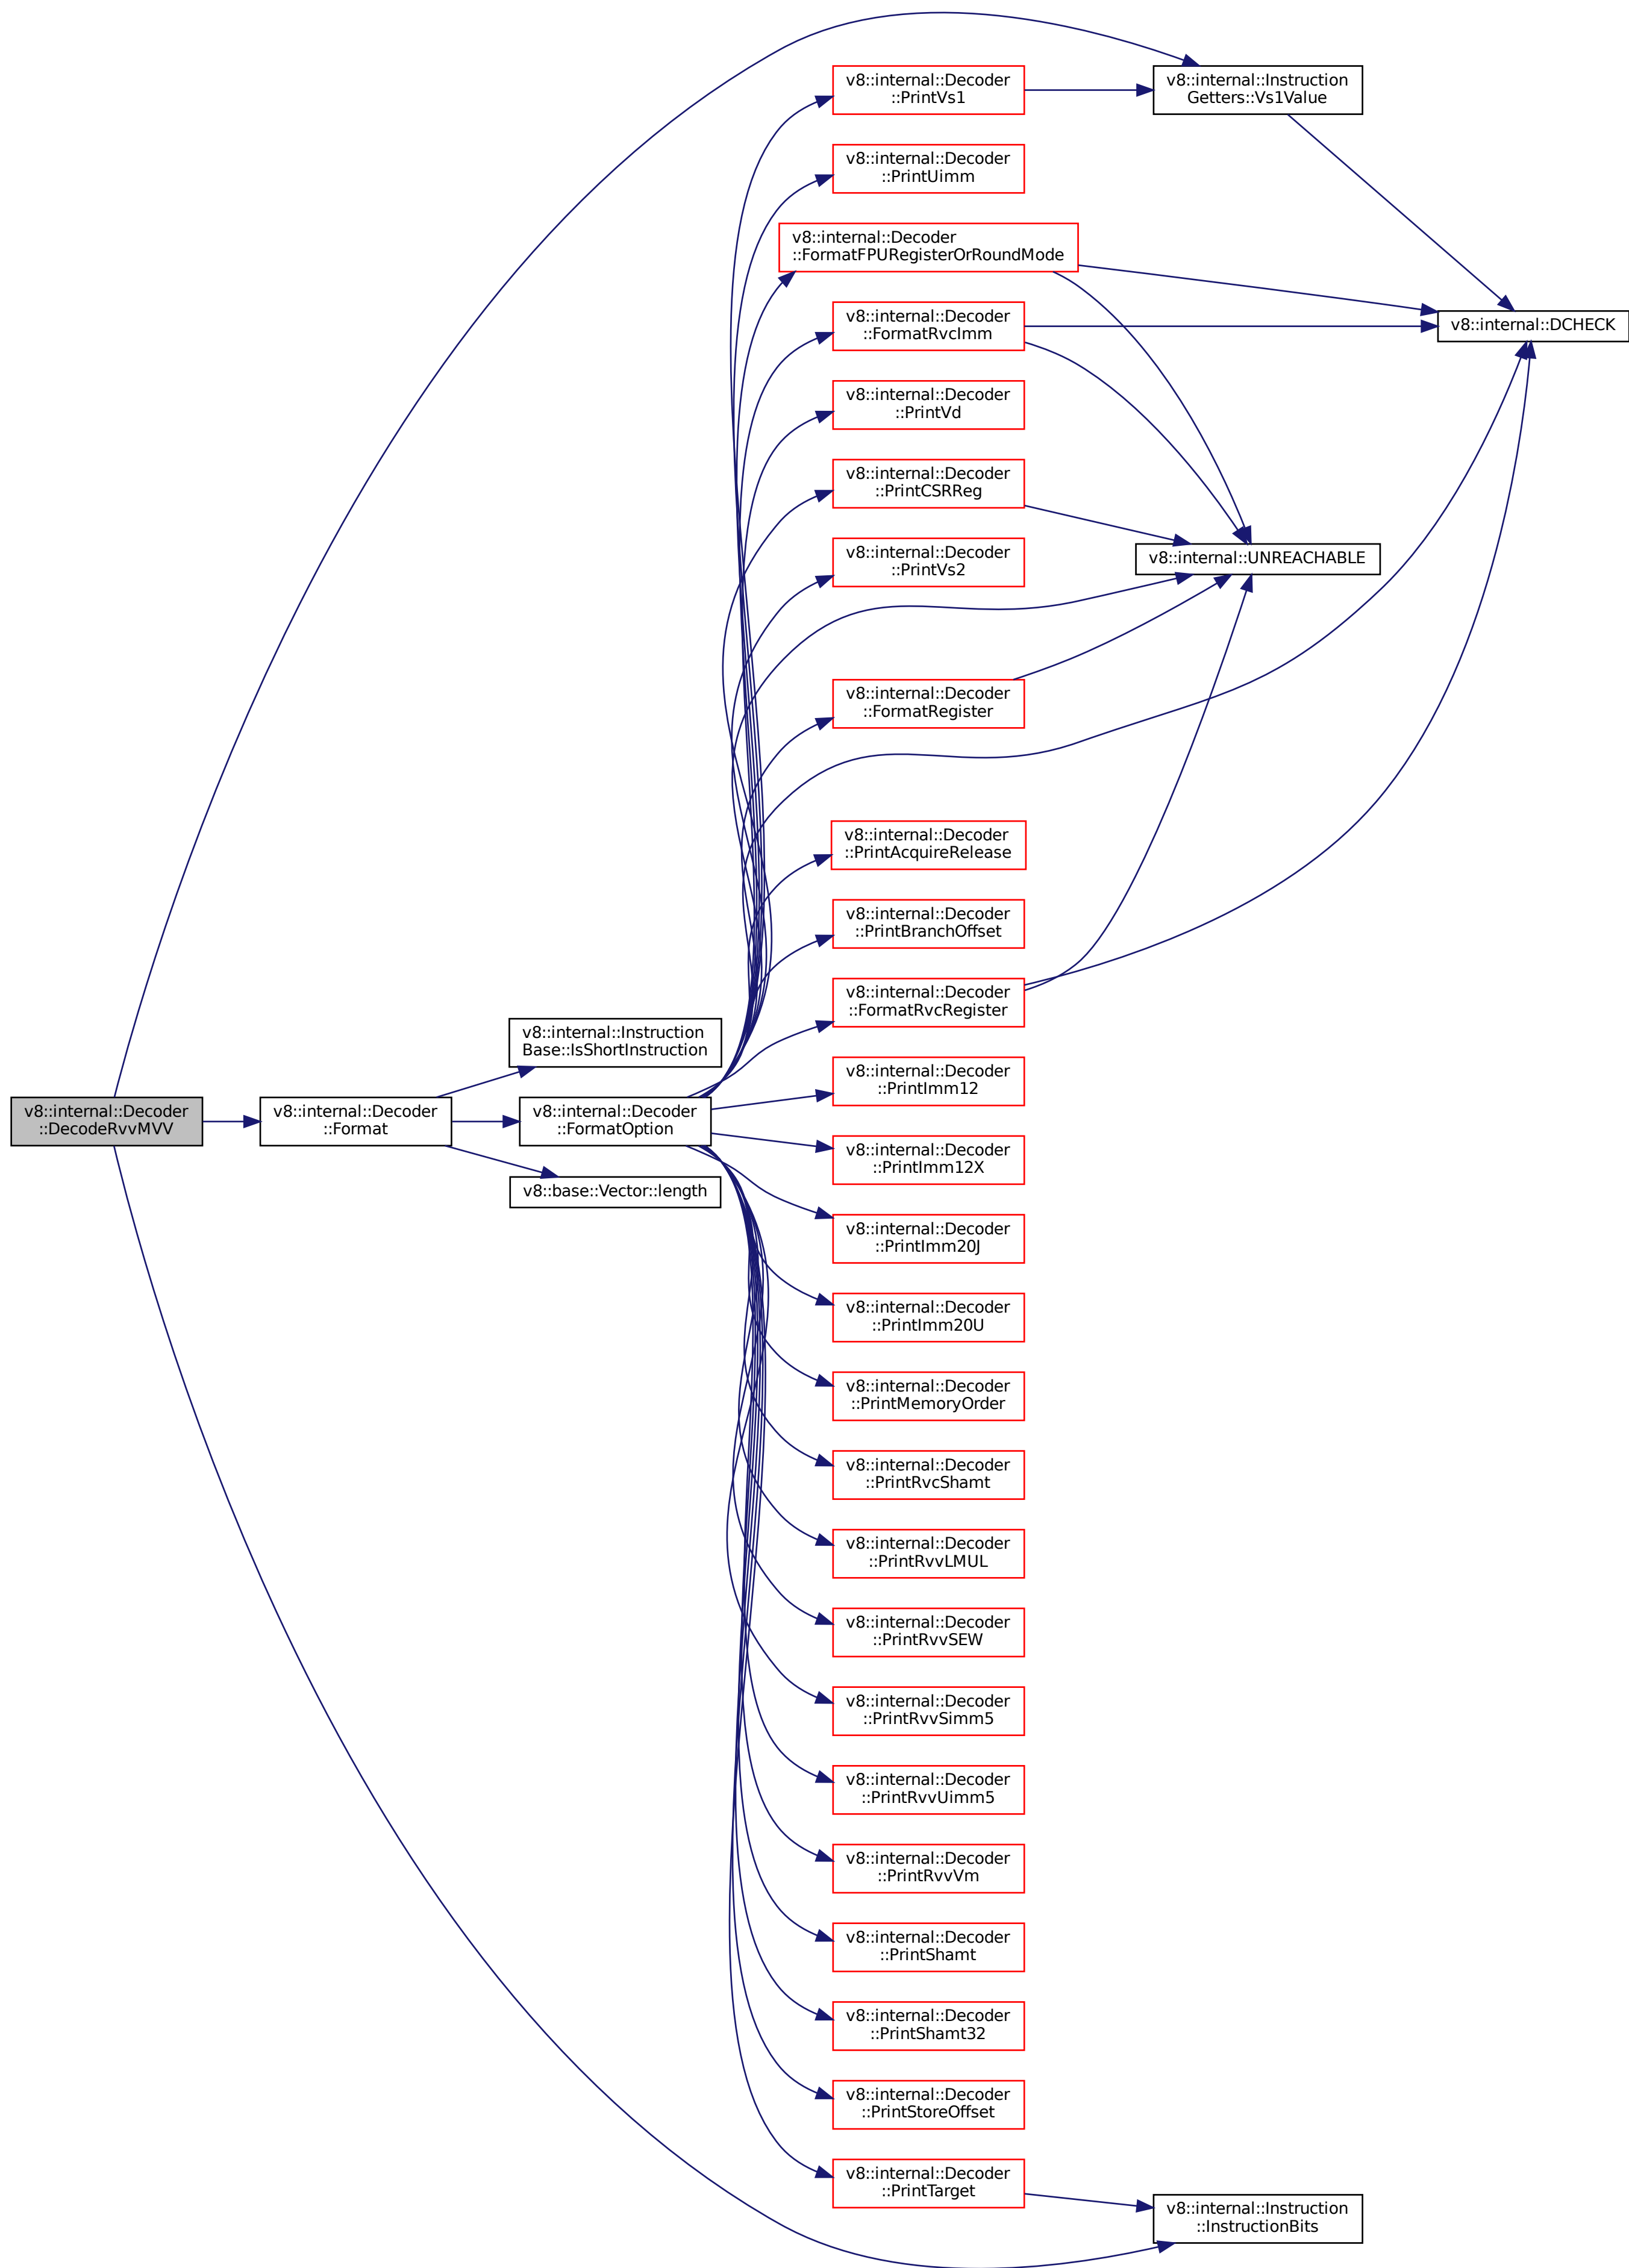 v8::internal::Decoder
::PrintVs1
v8::internal::Instruction
Getters::Vs1Value
v8::internal::Decoder
::PrintUimm
v8::internal::Decoder
::FormatFPURegisterOrRoundMode
v8::internal::Decoder
::FormatRvcImm
v8::internal::DCHECK
v8::internal::Decoder
::PrintVd
v8::internal::Decoder
::PrintCSRReg
v8::internal::Decoder
::PrintVs2
v8::internal::UNREACHABLE
v8::internal::Decoder
::FormatRegister
v8::internal::Decoder
::PrintAcquireRelease
v8::internal::Decoder
::PrintBranchOffset
v8::internal::Decoder
::FormatRvcRegister
v8::internal::Instruction
Base::IsShortInstruction
v8::internal::Decoder
::PrintImm12
v8::internal::Decoder
::DecodeRvvMVV
v8::internal::Decoder
::Format
v8::internal::Decoder
::FormatOption
v8::internal::Decoder
::PrintImm12X
v8::base::Vector::length
v8::internal::Decoder
::PrintImm20J
v8::internal::Decoder
::PrintImm20U
v8::internal::Decoder
::PrintMemoryOrder
v8::internal::Decoder
::PrintRvcShamt
v8::internal::Decoder
::PrintRvvLMUL
v8::internal::Decoder
::PrintRvvSEW
v8::internal::Decoder
::PrintRvvSimm5
v8::internal::Decoder
::PrintRvvUimm5
v8::internal::Decoder
::PrintRvvVm
v8::internal::Decoder
::PrintShamt
v8::internal::Decoder
::PrintShamt32
v8::internal::Decoder
::PrintStoreOffset
v8::internal::Decoder
::PrintTarget
v8::internal::Instruction
::InstructionBits